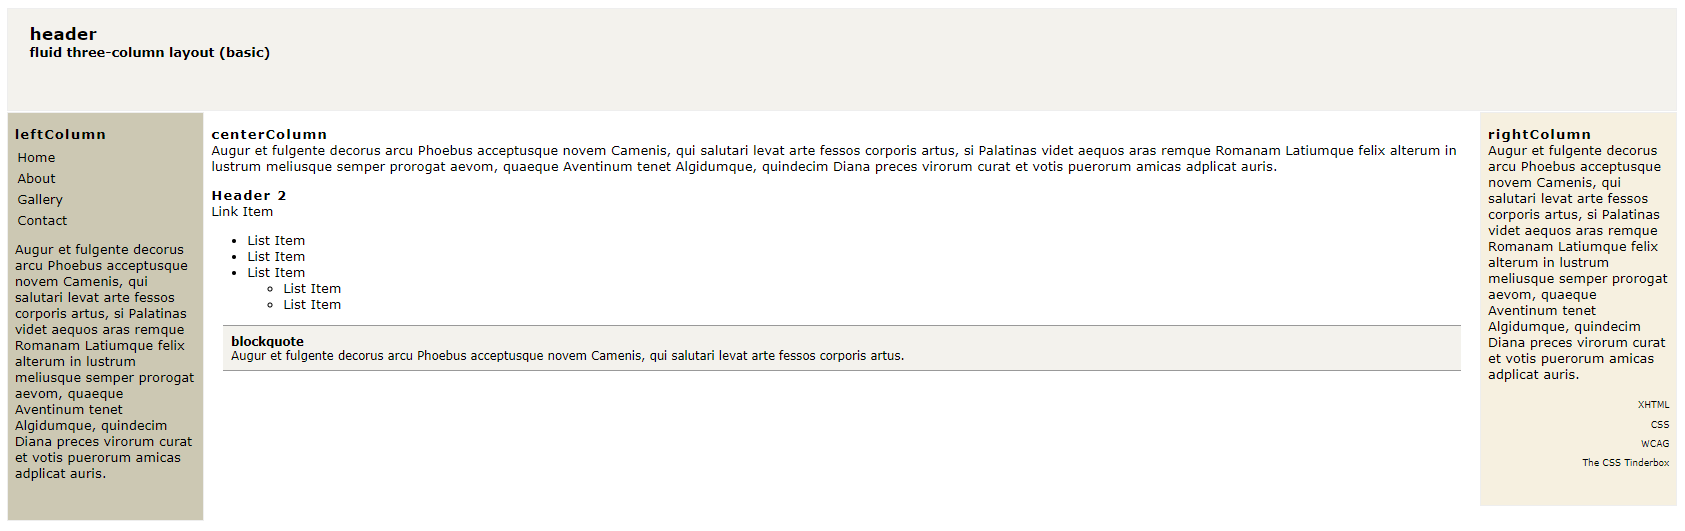 header
fluid three-column layout (basic)
leftColumn
Home
About
Gallery
Contact
Augur et fulgente decorus
arcu Phoebus acceptusque
novem Camenis, qui
salutari levat arte fessos
corporis artus, si Palatinas
videt aequos aras remque
Romanam Latiumque felix
alterum in lustrum
meliusque semper prorogat
aevom, quaeque
Aventinum tenet
Algidumque, quindecim
Diana preces virorum curat
et votis puerorum amicas
adplicat auris.
centerColumn
Augur et fulgente decorus arcu Phoebus acceptusque novem Camenis, qui salutari levat arte fessos corporis artus, si Palatinas videt aequos aras remque Romanam Latiumque felix alterum in
lustrum meliusque semper prorogat aevom, quaeque Aventinum tenet Algidumque, quindecim Diana preces virorum curat et votis puerorum amicas adplicat auris.
Header 2
Link Item
• List Item
• List Item
• List Item
◦ List Item
◦ List Item
blockquote
Augur et fulgente decorus arcu Phoebus acceptusque novem Camenis, qui salutari levat arte fessos corporis artus.
rightColumn
Augur et fulgente decorus
arcu Phoebus acceptusque
novem Camenis, qui
salutari levat arte fessos
corporis artus, si Palatinas
videt aequos aras remque
Romanam Latiumque felix
alterum in lustrum
meliusque semper prorogat
aevom, quaeque
Aventinum tenet
Algidumque, quindecim
Diana preces virorum curat
et votis puerorum amicas
adplicat auris.
XHTML
CSS
WCAG
The CSS Tinderbox